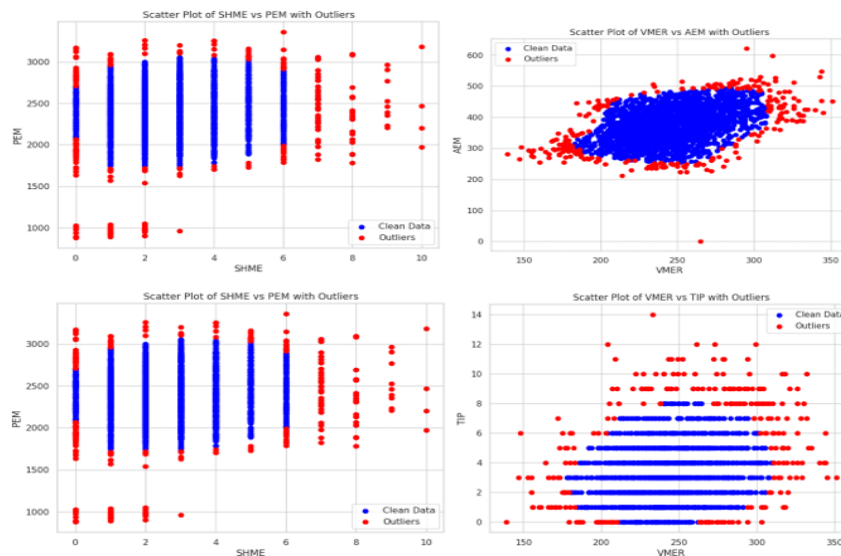 Scatter Plot of SHME vs PEM with Outliers
3000
2500
2000
1500
1000
PEM
Clean Data
Outliers
0 2 4 6 8 10
SHME
Scatter Plot of VMER vs AEM with Outliers
Clean Data
Outliers
600
500
400
300
200
100
0
AEM
150 200 250 300 350
VMER
Scatter Plot of SHME vs PEM with Outliers
3000
2500
2000
1500
1000
PEM
Clean Data
Outliers
0 2 4 6 8 10
SHME
Scatter Plot of VMER vs TIP with Outliers
Clean Data
Outliers
14
12
10
8
6
4
2
0
TIP
150 200 250 300 350
VMER